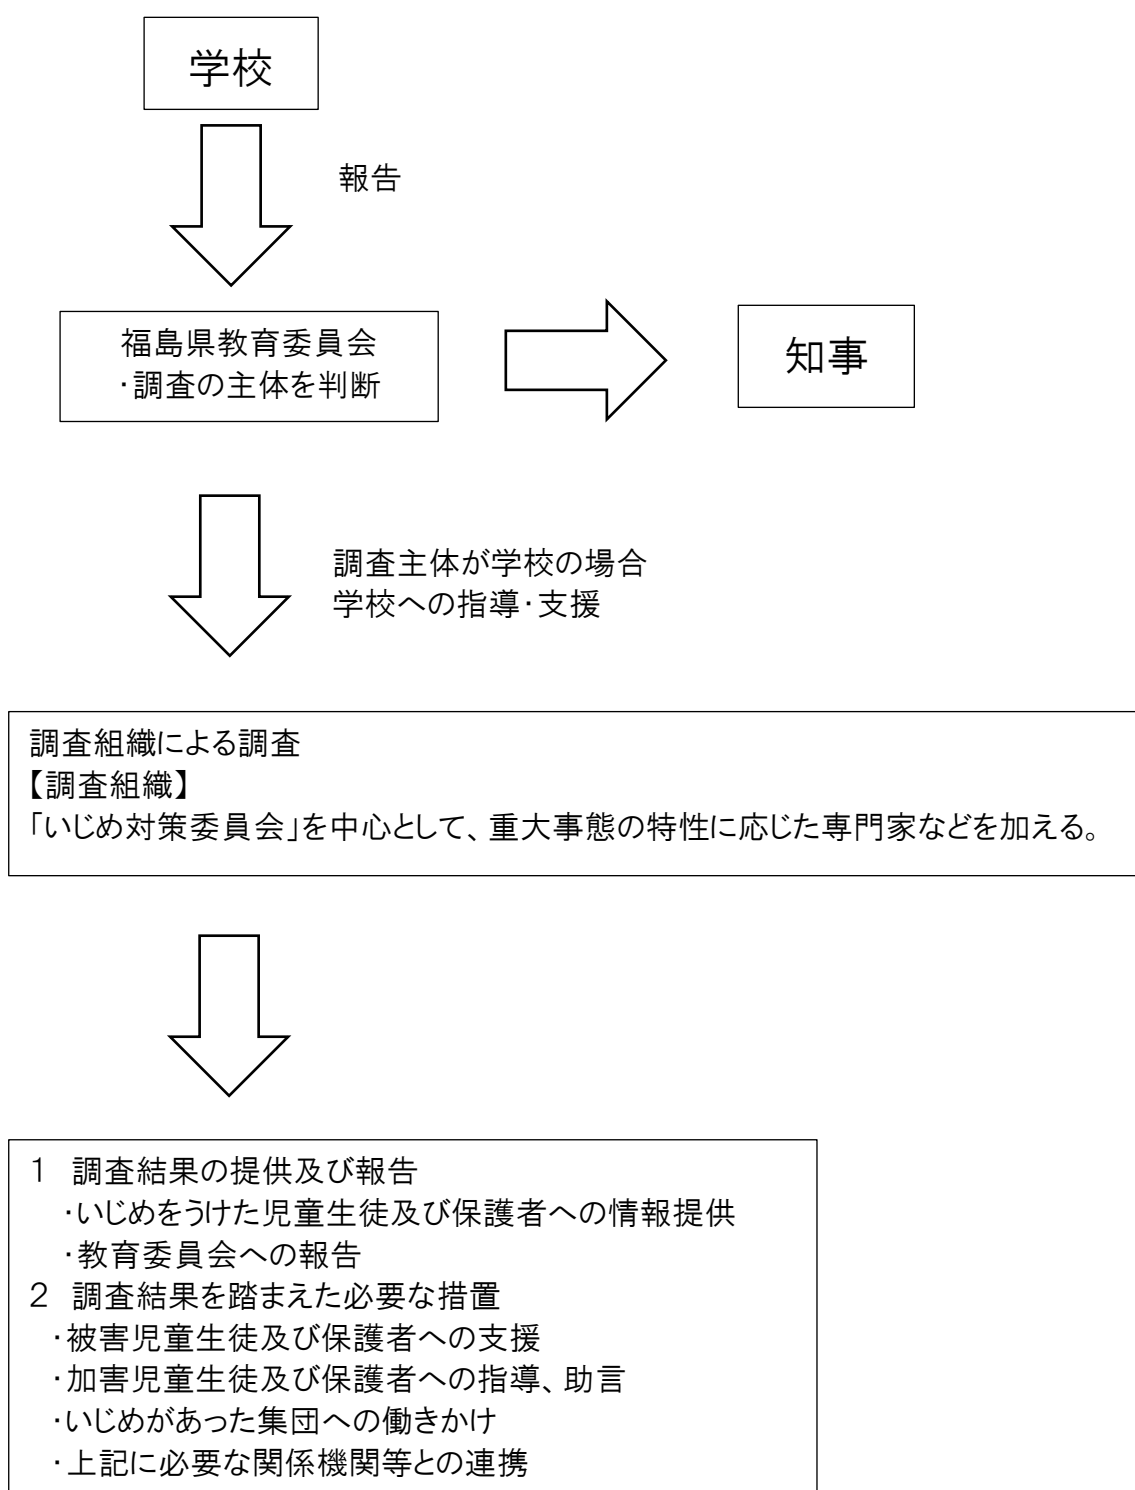 学校
報告
福島県教育委員会
・調査の主体を判断
知事
調査主体が学校の場合
学校への指導・支援
調査組織による調査
【調査組織】
「いじめ対策委員会」を中心として、重大事態の特性に応じた専門家などを加える。
１　調査結果の提供及び報告
・いじめをうけた児童生徒及び保護者への情報提供
・教育委員会への報告
２　調査結果を踏まえた必要な措置
・被害児童生徒及び保護者への支援
・加害児童生徒及び保護者への指導、助言
・いじめがあった集団への働きかけ
・上記に必要な関係機関等との連携